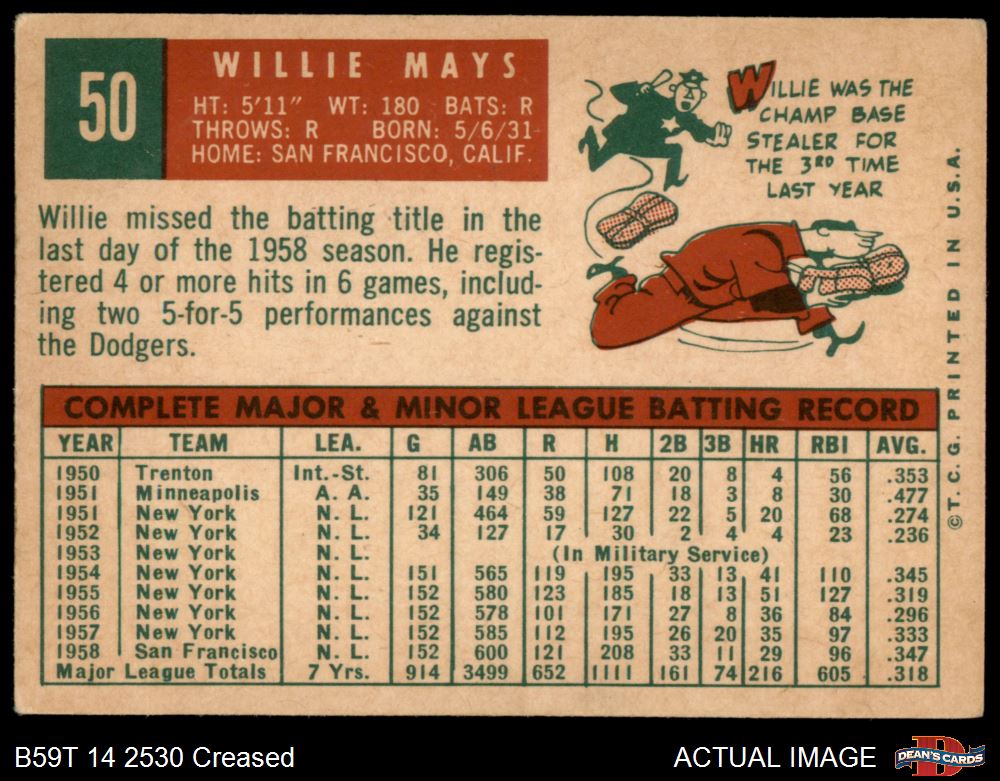 50
WILLIE MAYS
HT: 5'11" WT: 180 BATS: R
THROWS: R BORN: 5/6/31
HOME: SAN FRANCISCO, CALIF.
WILLIE WAS THE
CHAMP BASE
STEALER FOR
THE 3RD TIME
LAST YEAR
Willie missed the batting title in the
last day of the 1958 season. He regis-
tered 4 or more hits in 6 games, includ-
ing two 5-for-5 performances against
the Dodgers.
COMPLETE MAJOR & MINOR LEAGUE BATTING RECORD
YEAR TEAM LEA. G AB R H 2B 3B HR RBI AVG.
1950 Trenton Int.-St. 81 306 50 108 20 8 4 56 .353
1951 Minneapolis A. A. 35 149 38 71 18 3 8 30 .477
1951 New York N. L. 121 464 59 127 22 5 20 68 .274
1952 New York N. L. 34 127 17 30 2 4 4 23 .236
1953 New York N. L. (In Military Service)
1954 New York N. L. 151 565 119 195 33 13 41 110 .345
1955 New York N. L. 152 580 123 185 18 13 51 127 .319
1956 New York N. L. 152 578 101 171 27 8 36 84 .296
1957 New York N. L. 152 585 112 195 26 20 35 97 .333
1958 San Francisco N. L. 152 600 121 208 33 11 29 96 .347
Major League Totals 7 Yrs. 914 3499 652 1111 161 74 216 605 .318
©T. C. G. PRINTED IN U.S.A.
B59T 14 2530 Creased
ACTUAL IMAGE
D
DEAN'S CARDS